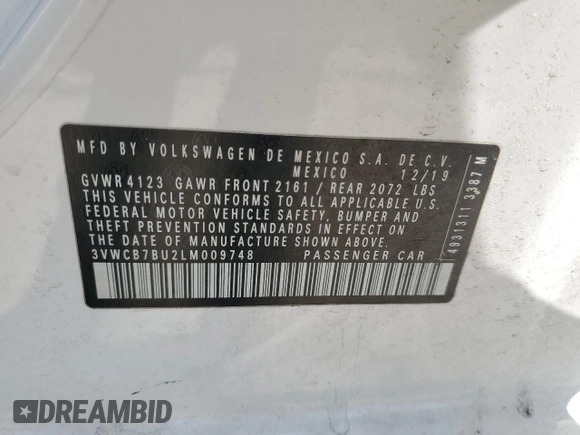 MFD BY VOLKSWAGEN DE MEXICO S.A. DE C.V.
MEXICO 12/19
GVWR 4123 GAWR FRONT 2161 / REAR 2072 LBS
THIS VEHICLE CONFORMS TO ALL APPLICABLE U.S.
FEDERAL MOTOR VEHICLE SAFETY, BUMPER AND
THEFT PREVENTION STANDARDS IN EFFECT ON
THE DATE OF MANUFACTURE SHOWN ABOVE.
3VWCB7BU2LM009748 PASSENGER CAR
4931311 3387 M
DREAMBID